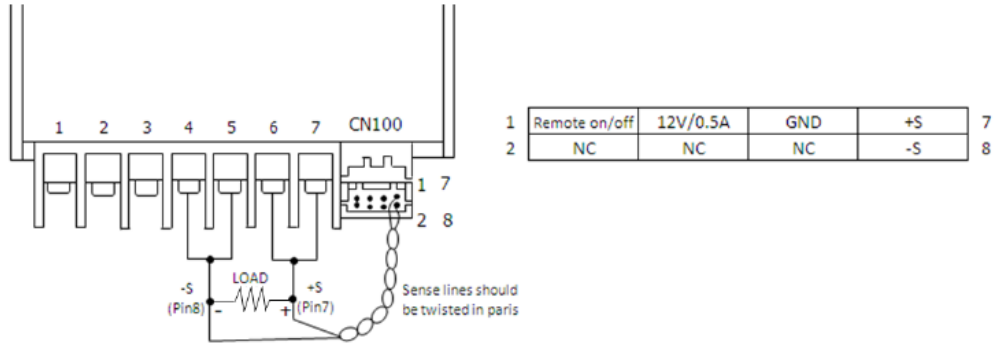 1 2 3 4 5 6 7 CN100
1 7
2 8
-S
(Pin8)
LOAD
- +
+S
(Pin7)
Sense lines should
be twisted in paris
1 Remote on/off 12V/0.5A GND +S 7
2 NC NC NC -S 8